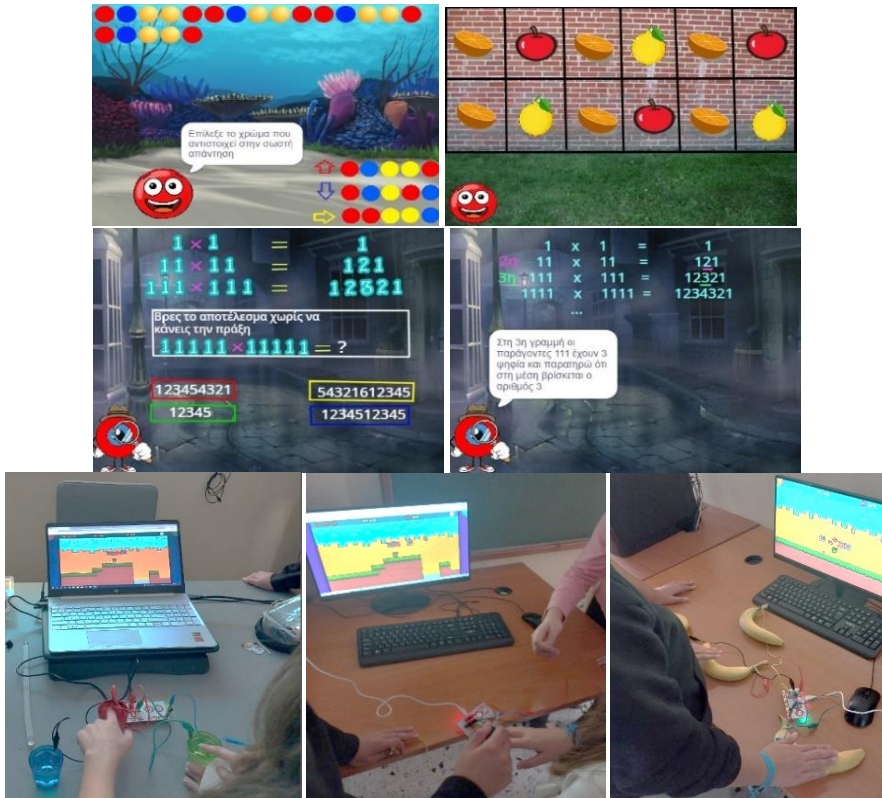 Επίλεξε το χρώμα που
αντιστοιχεί στην σωστή
απάντηση
1 × 1 = 1
11 × 11 = 121
111 × 111 = 12321
Βρες το αποτέλεσμα χωρίς να
κάνεις την πράξη
11111×11111= ?
123454321
54321612345
12345
1234512345
1 x 1 = 1
2η 11 x 11 = 121
3η 111 x 111 = 12321
1111 x 1111 = 1234321
...
Στη 3η γραμμή οι
παράγοντες 111 έχουν 3
ψηφία και παρατηρώ ότι
στη μέση βρίσκεται ο
αριθμός 3